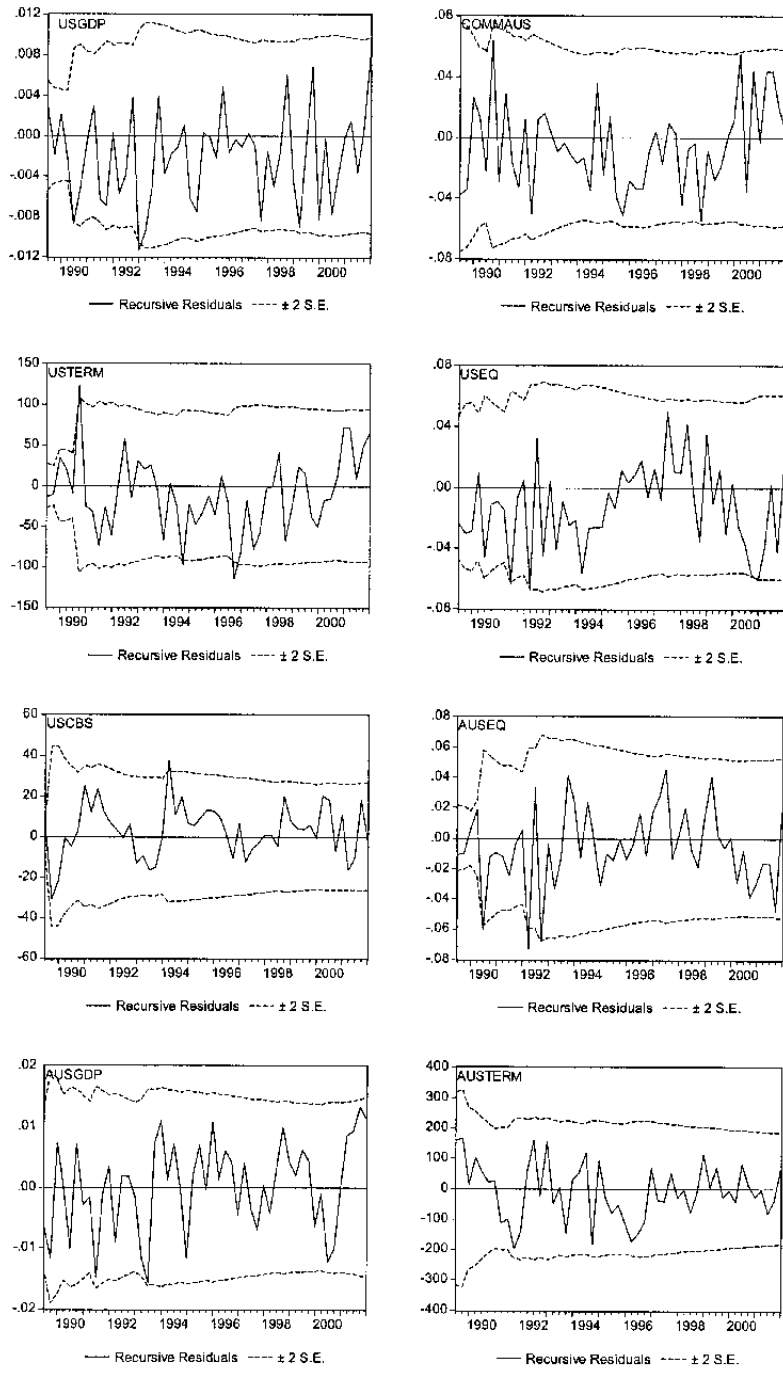 USGDP
.012
.008
.004
.000
-.004
-.008
-.012
1990 1992 1994 1996 1998 2000
Recursive Residuals ± 2 S.E.
COMMAUS
.08
.04
.00
-.04
-.08
1990 1992 1994 1996 1998 2000
Recursive Residuals ± 2 S.E.
USTERM
150
100
50
0
-50
-100
-150
1990 1992 1994 1996 1998 2000
Recursive Residuals ± 2 S.E.
USEQ
.08
.04
.00
-.04
-.08
1990 1992 1994 1996 1998 2000
Recursive Residuals ± 2 S.E.
USCBS
60
40
20
0
-20
-40
-60
1990 1992 1994 1996 1998 2000
Recursive Residuals ± 2 S.E.
AUSEQ
.08
.06
.04
.02
.00
-.02
-.04
-.06
-.08
1990 1992 1994 1996 1998 2000
Recursive Residuals ± 2 S.E.
AUSGDP
.02
.01
.00
-.01
-.02
1990 1992 1994 1996 1998 2000
Recursive Residuals ± 2 S.E.
AUSTERM
400
300
200
100
0
-100
-200
-300
-400
1990 1992 1994 1996 1998 2000
Recursive Residuals ± 2 S.E.